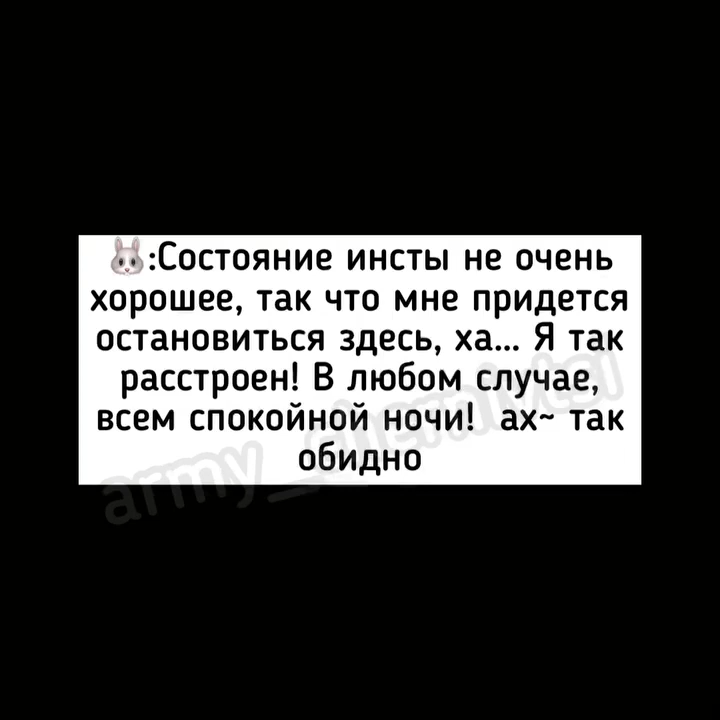 🐰:Состояние инсты не очень
хорошее, так что мне придется
остановиться здесь, ха... Я так
расстроен! В любом случае,
всем спокойной ночи!  ах~ так
обидно